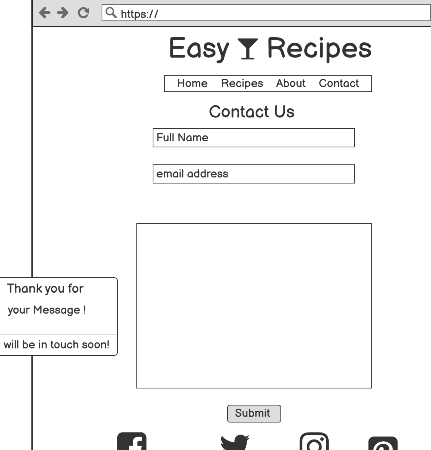 https://
Easy Recipes
Home Recipes About Contact
Contact Us
Full Name
email address
Thank you for
your Message !
will be in touch soon!
Submit